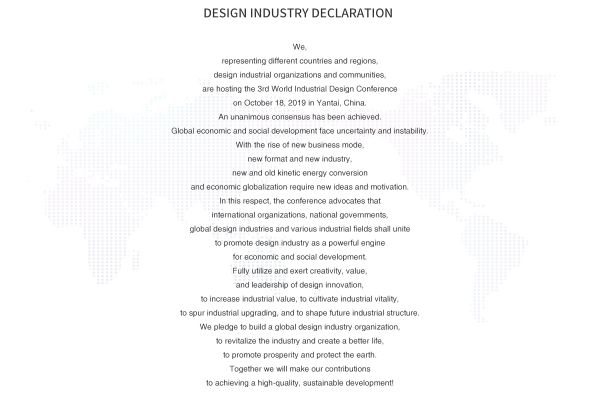 DESIGN INDUSTRY DECLARATION
We,
representing different countries and regions,
design industrial organizations and communities,
are hosting the 3rd World Industrial Design Conference
on October 18, 2019 in Yantai, China.
An unanimous consensus has been achieved.
Global economic and social development face uncertainty and instability.
With the rise of new business mode,
new format and new industry,
new and old kinetic energy conversion
and economic globalization require new ideas and motivation.
In this respect, the conference advocates that
international organizations, national governments,
global design industries and various industrial fields shall unite
to promote design industry as a powerful engine
for economic and social development.
Fully utilize and exert creativity, value,
and leadership of design innovation,
to increase industrial value, to cultivate industrial vitality,
to spur industrial upgrading, and to shape future industrial structure.
We pledge to build a global design industry organization,
to revitalize the industry and create a better life,
to promote prosperity and protect the earth.
Together we will make our contributions
to achieving a high-quality, sustainable development!